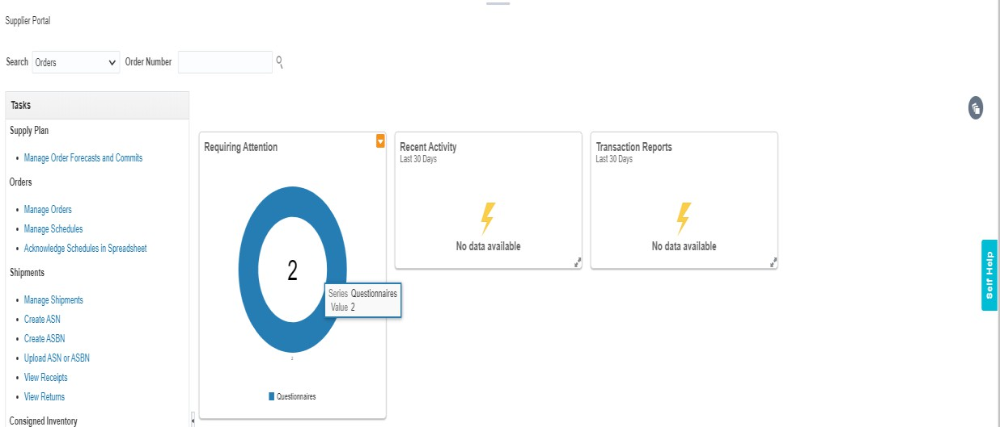 Supplier Portal
Search Orders Order Number
Tasks
Supply Plan
Manage Order Forecasts and Commits
Orders
Manage Orders
Manage Schedules
Acknowledge Schedules in Spreadsheet
Shipments
Manage Shipments
Create ASN
Create ASBN
Upload ASN or ASBN
View Receipts
View Returns
Consigned Inventory
Requiring Attention
2
Series Questionnaires
Value 2
2
Questionnaires
Recent Activity
Last 30 Days
No data available
Transaction Reports
Last 30 Days
No data available
Self Help